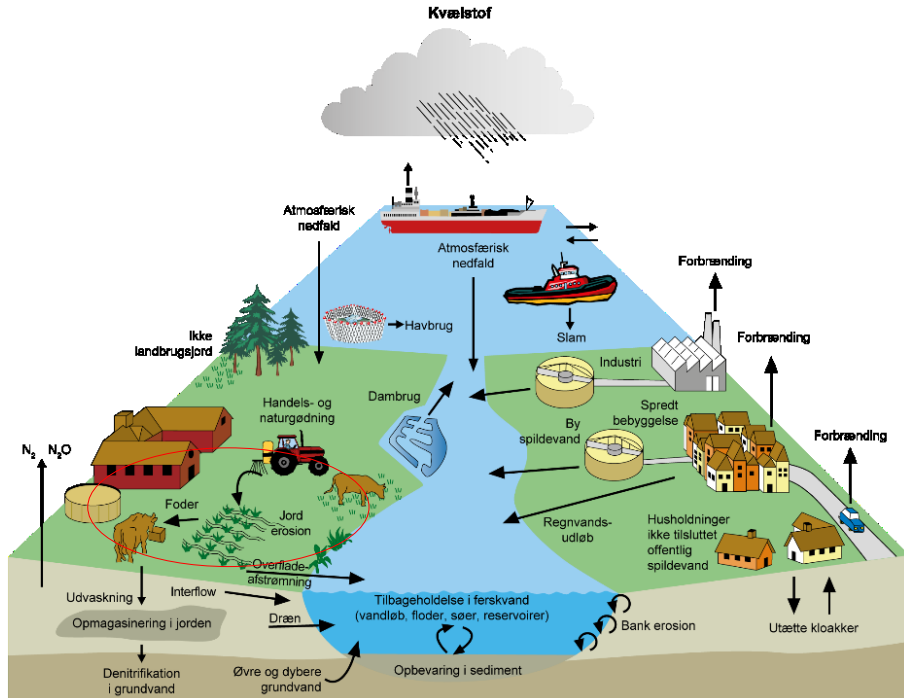 Kvælstof
Atmosfærisk
nedfald
Atmosfærisk
nedfald
Forbrænding
Havbrug
Slam
Ikke
landbrugsjord
Industri
Forbrænding
Dambrug
Handels- og
naturgødning
Spredt
bebyggelse
By
spildevand
Forbrænding
N₂ N₂O
Foder
Jord
erosion
Regnvands-
udløb
Husholdninger
ikke tilsluttet
offentlig
spildevand
Overflade-
afstrømning
Udvaskning
Interflow
Tilbageholdelse i ferskvand
(vandløb, floder, søer, reservoirer)
Dræn
Bank erosion
Utætte kloakker
Opmagasinering i jorden
Denitrifikation
i grundvand
Øvre og dybere
grundvand
Opbevaring i sediment